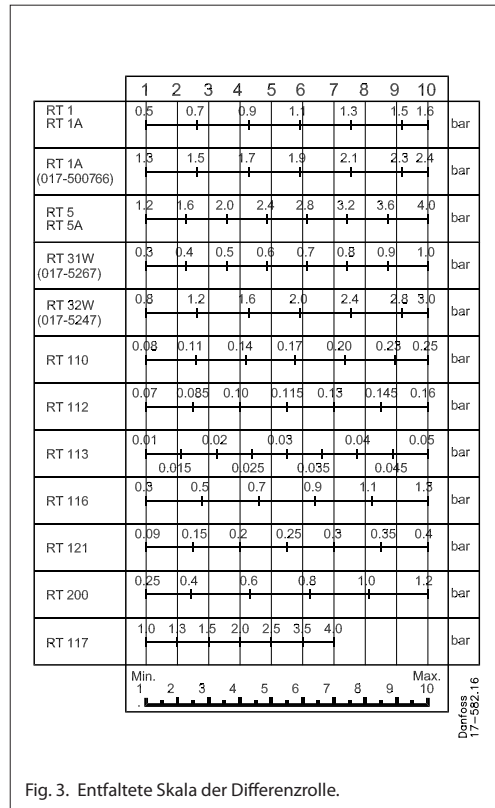 1 2 3 4 5 6 7 8 9 10
RT 1
RT 1A
0.5 0.7 0.9 1.1 1.3 1.5 1.6
bar
RT 1A
(017-500766)
1.3 1.5 1.7 1.9 2.1 2.3 2.4
bar
RT 5
RT 5A
1.2 1.6 2.0 2.4 2.8 3.2 3.6 4.0
bar
RT 31W
(017-5267)
0.3 0.4 0.5 0.6 0.7 0.8 0.9 1.0
bar
RT 32W
(017-5247)
0.8 1.2 1.6 2.0 2.4 2.8 3.0
bar
RT 110
0.08 0.11 0.14 0.17 0.20 0.23 0.25
bar
RT 112
0.07 0.085 0.10 0.115 0.13 0.145 0.16
bar
RT 113
0.01 0.02 0.03 0.04 0.05
0.015 0.025 0.035 0.045
bar
RT 116
0.3 0.5 0.7 0.9 1.1 1.3
bar
RT 121
0.09 0.15 0.2 0.25 0.3 0.35 0.4
bar
RT 200
0.25 0.4 0.6 0.8 1.0 1.2
bar
RT 117
1.0 1.3 1.5 2.0 2.5 3.5 4.0
bar
Min. Max.
1 2 3 4 5 6 7 8 9 10
Danfoss
17-582.16
Fig. 3. Entfaltete Skala der Differenzrolle.